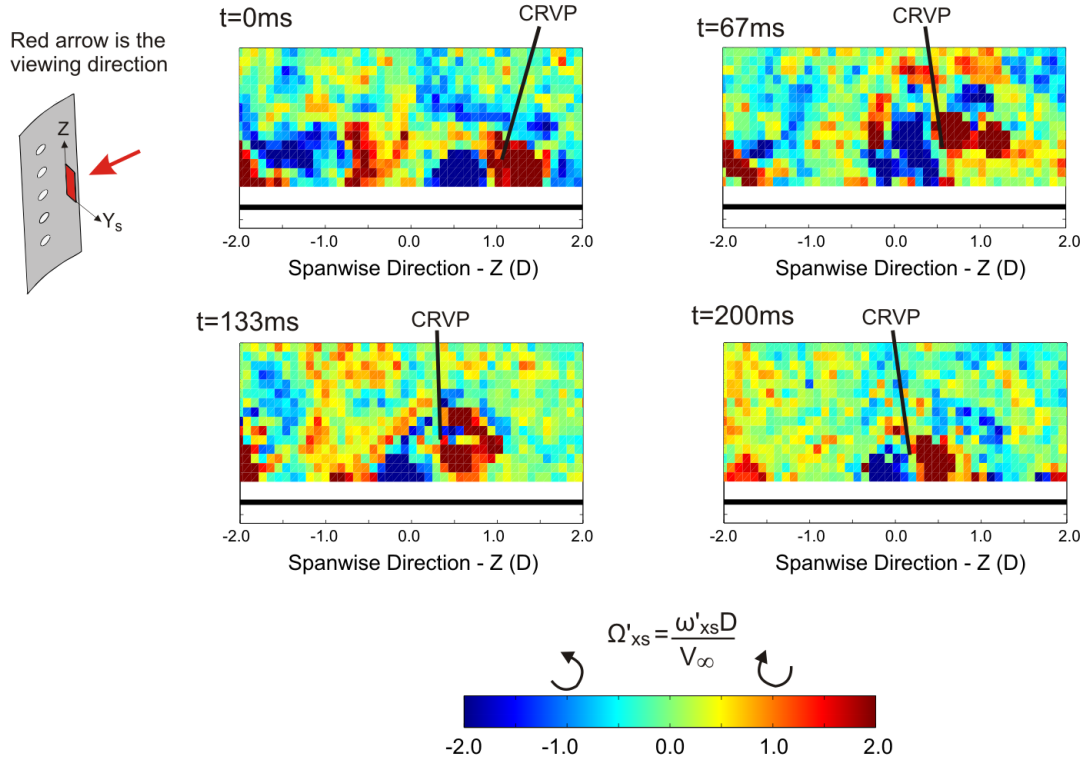 t=0ms
CRVP
t=67ms
CRVP
Red arrow is the
viewing direction
Z
Ys
-2.0 -1.0 0.0 1.0 2.0
Spanwise Direction - Z (D)
-2.0 -1.0 0.0 1.0 2.0
Spanwise Direction - Z (D)
t=133ms
CRVP
t=200ms
CRVP
-2.0 -1.0 0.0 1.0 2.0
Spanwise Direction - Z (D)
-2.0 -1.0 0.0 1.0 2.0
Spanwise Direction - Z (D)
Ω'xs = ω'xsD
V∞
-2.0 -1.0 0.0 1.0 2.0